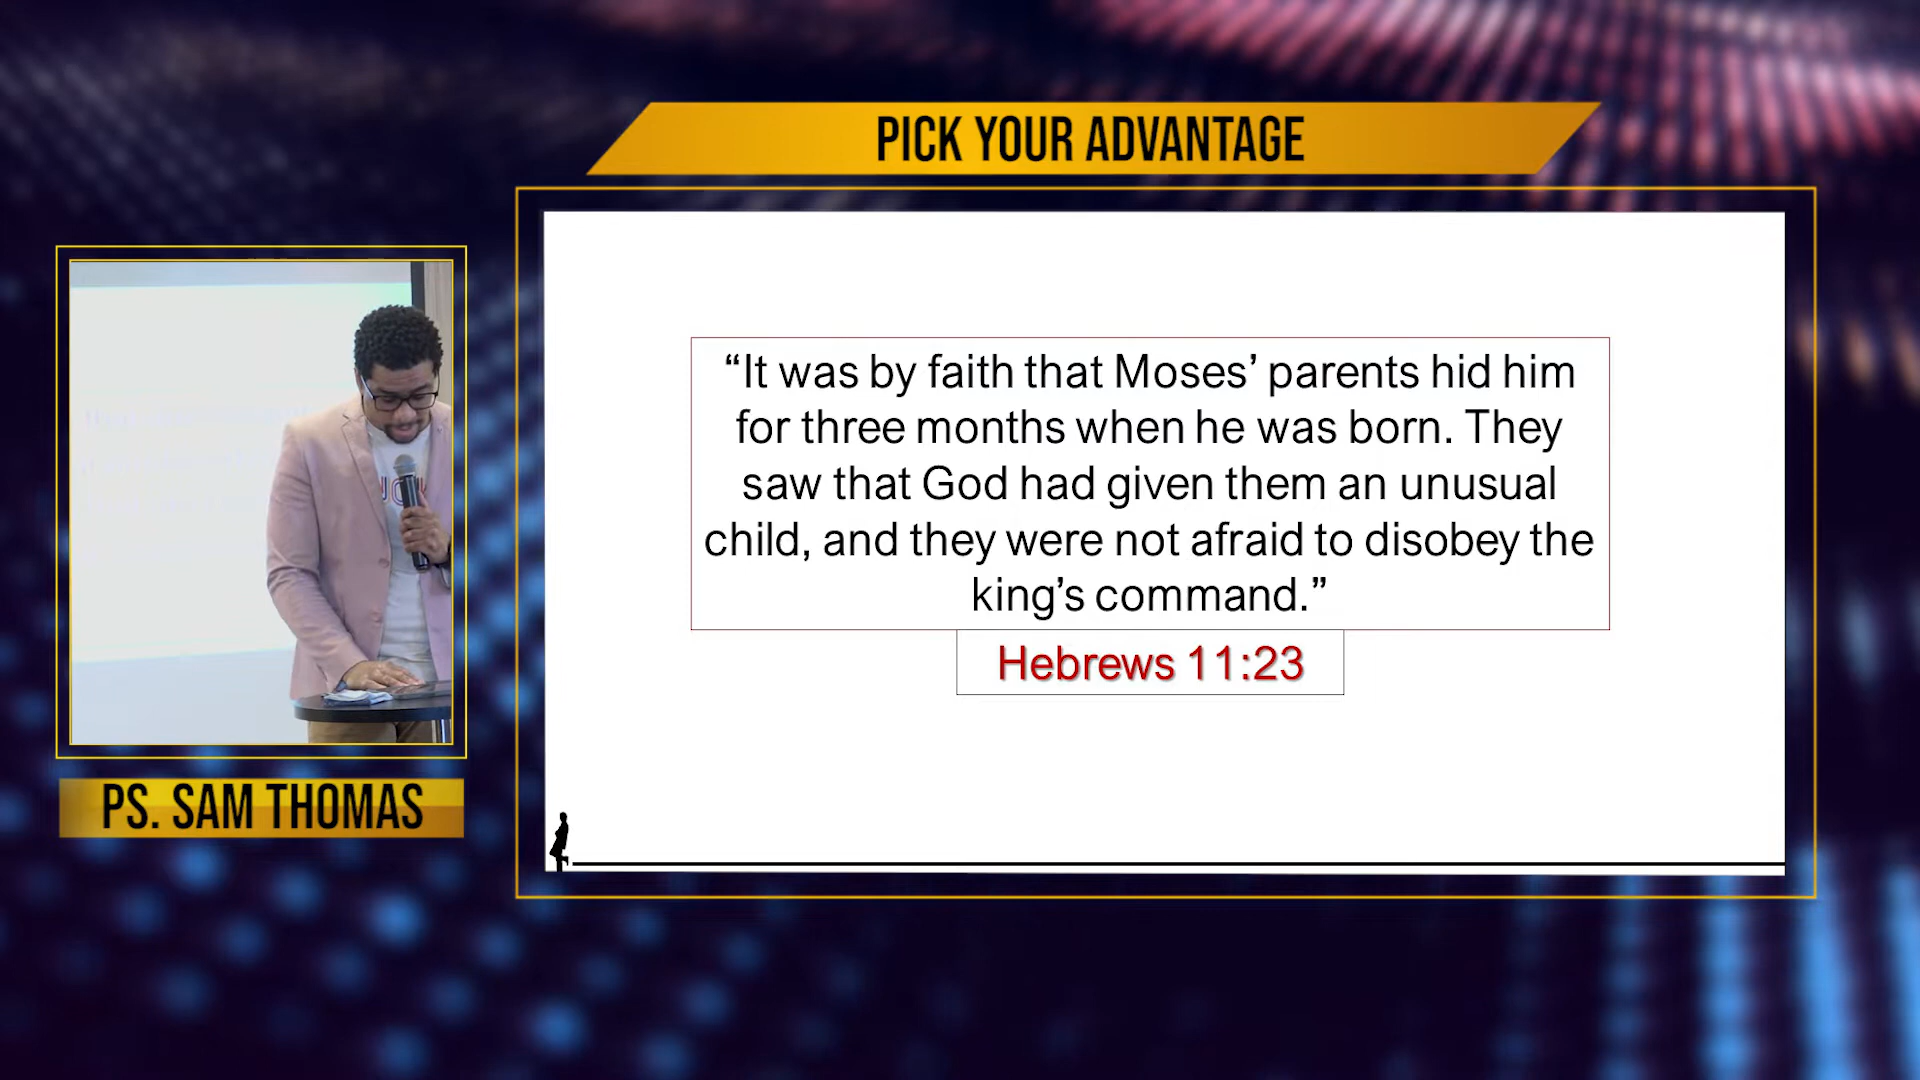 PICK YOUR ADVANTAGE
“It was by faith that Moses’ parents hid him
for three months when he was born. They
saw that God had given them an unusual
child, and they were not afraid to disobey the
king’s command.”
Hebrews 11:23
PS. SAM THOMAS